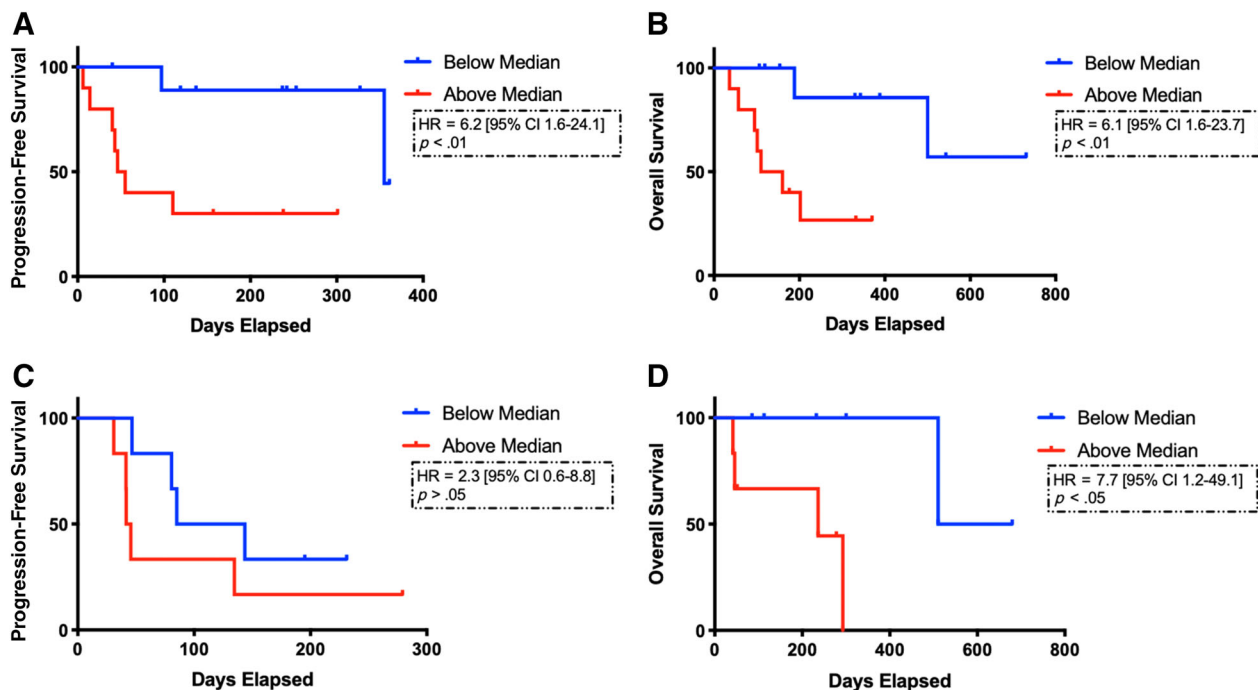 A
Progression-Free Survival
100
50
0
0 100 200 300 400
Days Elapsed
Below Median
Above Median
HR = 6.2 [95% CI 1.6-24.1]
p < .01
B
Overall Survival
100
50
0
0 200 400 600 800
Days Elapsed
Below Median
Above Median
HR = 6.1 [95% CI 1.6-23.7]
p < .01
C
Progression-Free Survival
100
50
0
0 100 200 300
Days Elapsed
Below Median
Above Median
HR = 2.3 [95% CI 0.6-8.8]
p > .05
D
Overall Survival
100
50
0
0 200 400 600 800
Days Elapsed
Below Median
Above Median
HR = 7.7 [95% CI 1.2-49.1]
p < .05